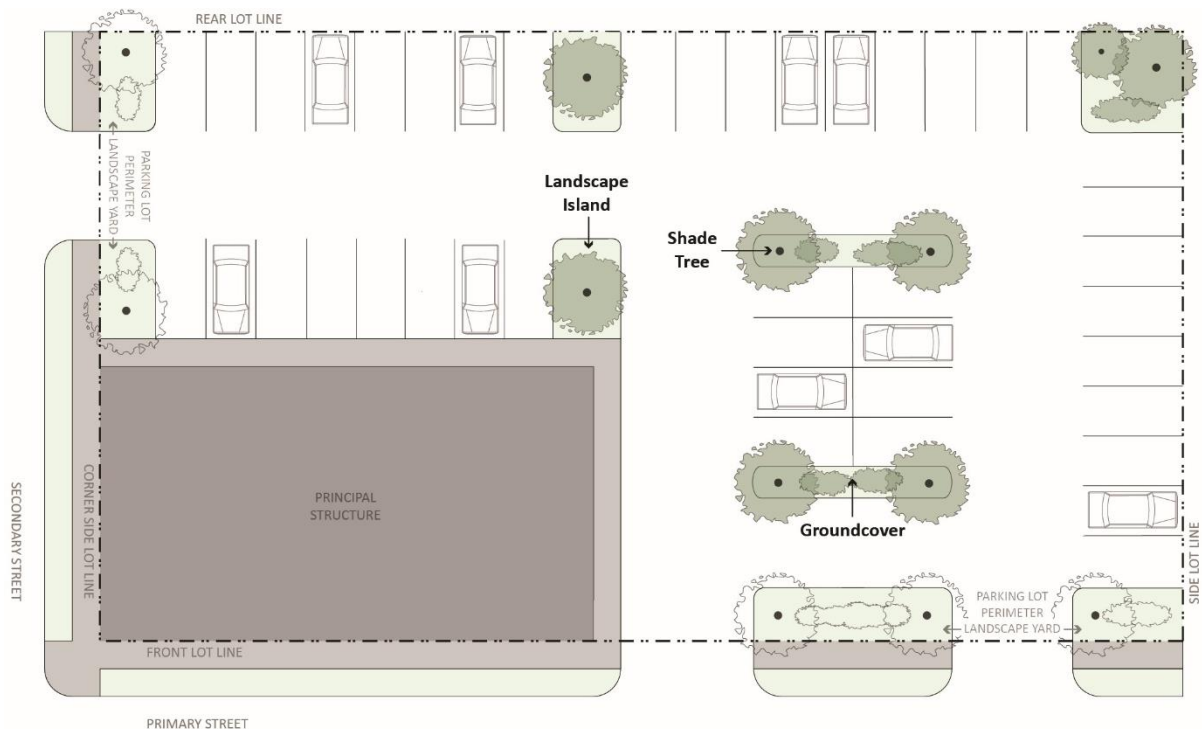 REAR LOT LINE
PARKING LOT
PERIMETER
LANDSCAPE YARD
Landscape
Island
Shade
Tree
Groundcover
PRINCIPAL
STRUCTURE
SECONDARY STREET
CORNER SIDE LOT LINE
SIDE LOT LINE
PARKING LOT
PERIMETER
LANDSCAPE YARD
FRONT LOT LINE
PRIMARY STREET